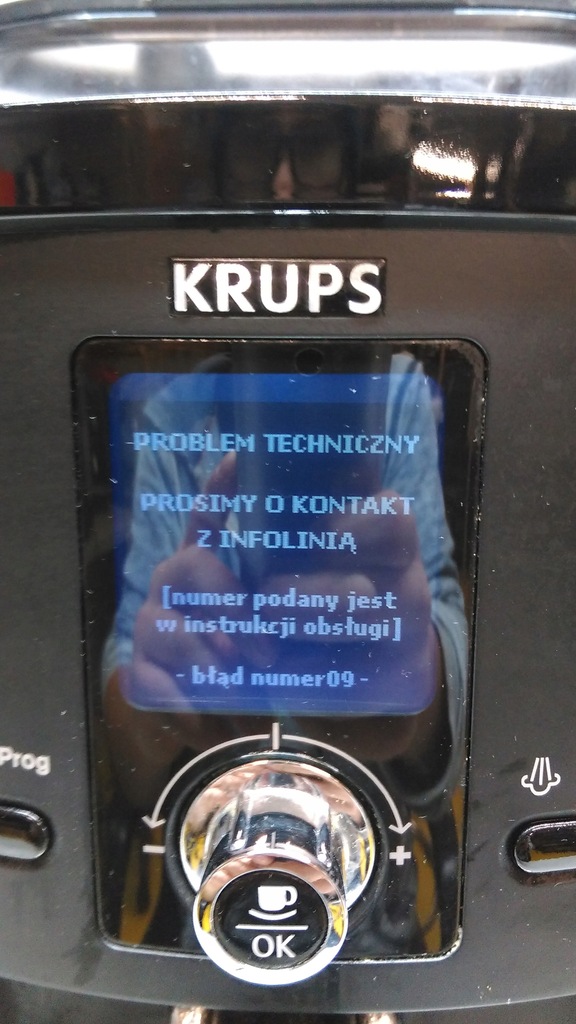 KRUPS
PROBLEM TECHNICZNY
PROSIMY O KONTAKT
Z INFOLINIĄ
[numer podany jest
w instrukcji obsługi]
- błąd numer09 -
Prog
- +
OK